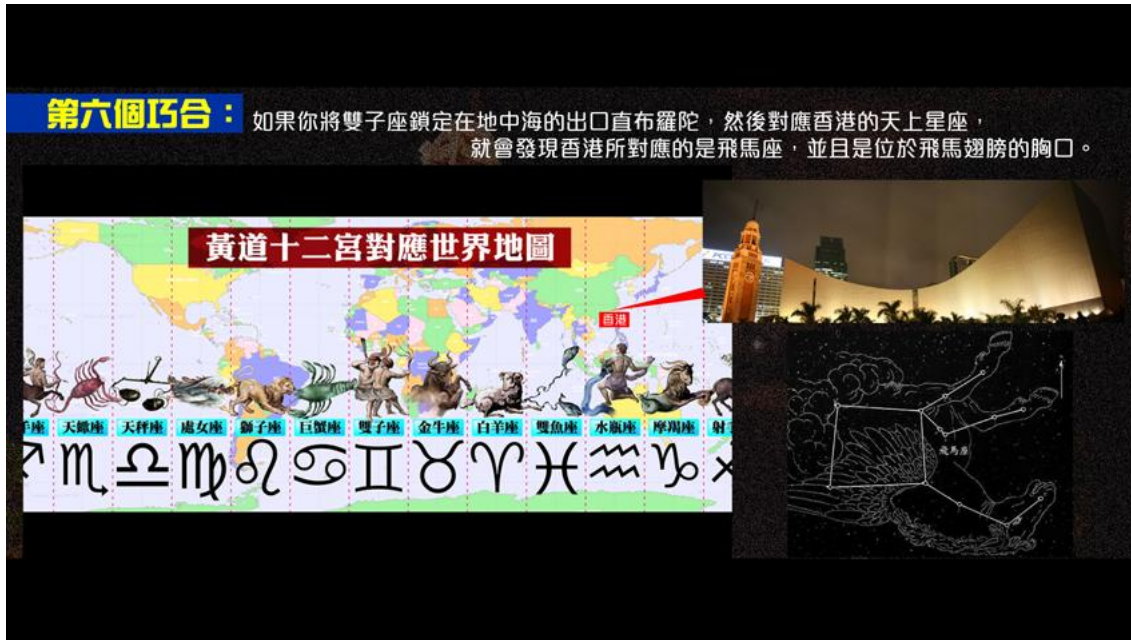 第六個巧合：
如果你將雙子座鎖定在地中海的出口直布羅陀，然後對應香港的天上星座，
就會發現香港所對應的是飛馬座，並且是位於飛馬翅膀的胸口。
黃道十二宮對應世界地圖
香港
天蠍座 天秤座 處女座 獅子座 巨蟹座 雙子座 金牛座 白羊座 雙魚座 水瓶座 摩羯座
♏ ♎ ♍ ♌ ♋ ♊ ♉ ♈ ♓ ♒ ♑
飛馬座